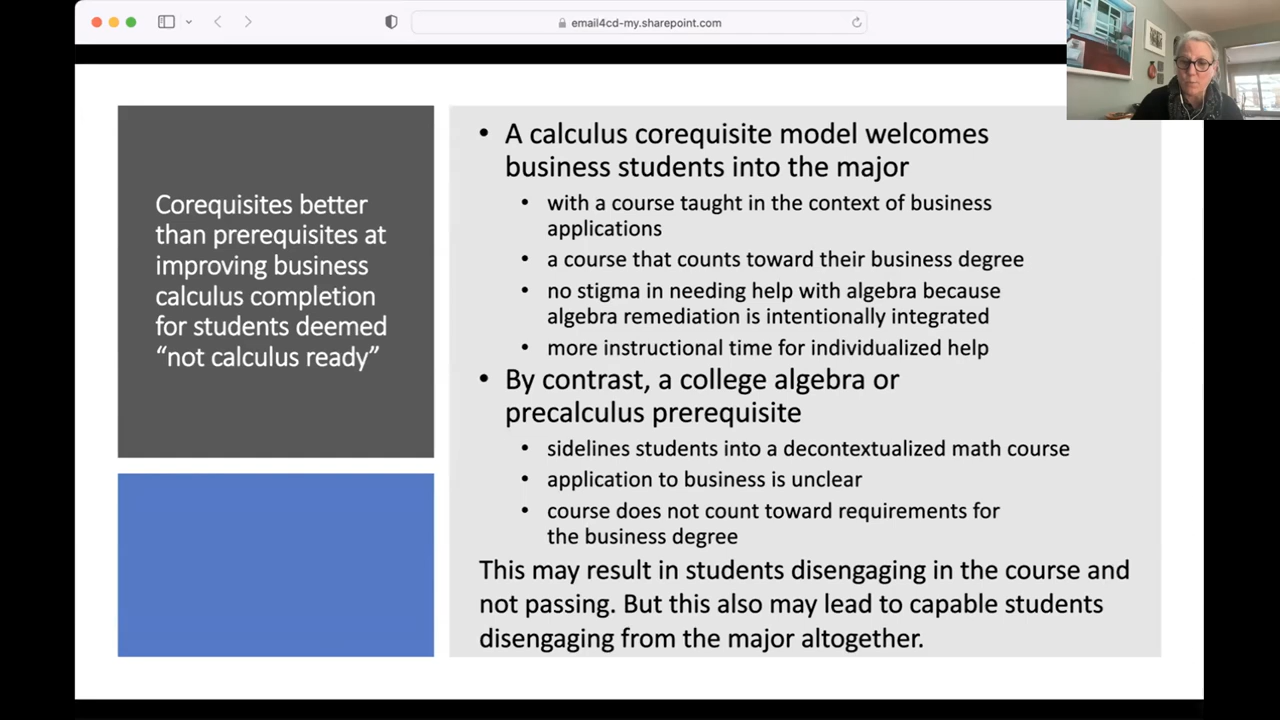 email4cd-my.sharepoint.com
Corequisites better
than prerequisites at
improving business
calculus completion
for students deemed
“not calculus ready”
• A calculus corequisite model welcomes
business students into the major
• with a course taught in the context of business
applications
• a course that counts toward their business degree
• no stigma in needing help with algebra because
algebra remediation is intentionally integrated
• more instructional time for individualized help
• By contrast, a college algebra or
precalculus prerequisite
• sidelines students into a decontextualized math course
• application to business is unclear
• course does not count toward requirements for
the business degree
This may result in students disengaging in the course and
not passing. But this also may lead to capable students
disengaging from the major altogether.